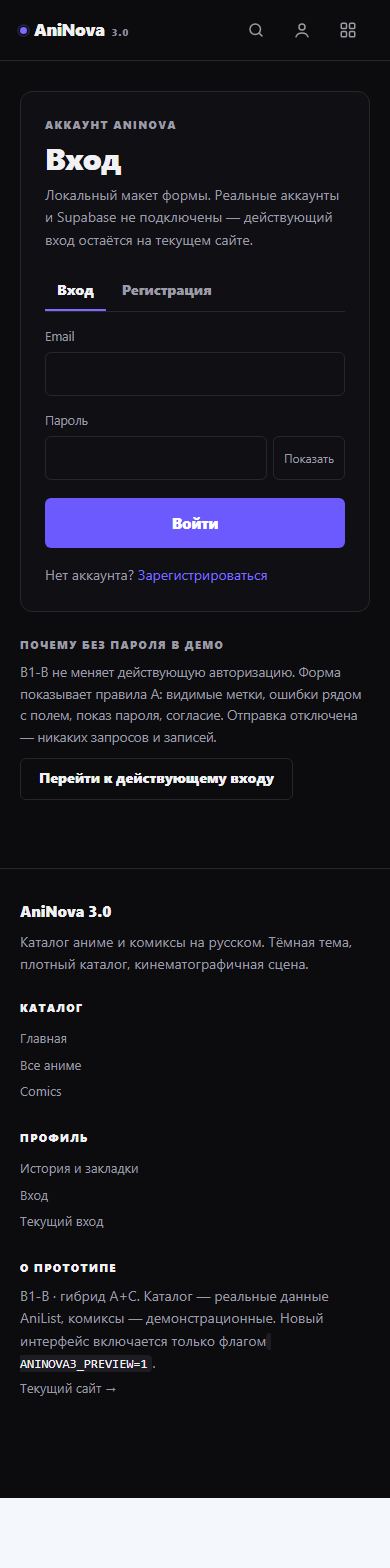 AniNova 3.0
АККАУНТ ANINOVA
Вход
Локальный макет формы. Реальные аккаунты
и Supabase не подключены — действующий
вход остаётся на текущем сайте.
Вход Регистрация
Email
Пароль
Показать
Войти
Нет аккаунта? Зарегистрироваться
ПОЧЕМУ БЕЗ ПАРОЛЯ В ДЕМО
B1-B не меняет действующую авторизацию. Форма
показывает правила A: видимые метки, ошибки рядом
с полем, показ пароля, согласие. Отправка отключена
— никаких запросов и записей.
Перейти к действующему входу
AniNova 3.0
Каталог аниме и комиксы на русском. Тёмная тема,
плотный каталог, кинематографичная сцена.
КАТАЛОГ
Главная
Все аниме
Comics
ПРОФИЛЬ
История и закладки
Вход
Текущий вход
О ПРОТОТИПЕ
B1-B · гибрид A+C. Каталог — реальные данные
AniList, комиксы — демонстрационные. Новый
интерфейс включается только флагом
ANINOVA3_PREVIEW=1 .
Текущий сайт →